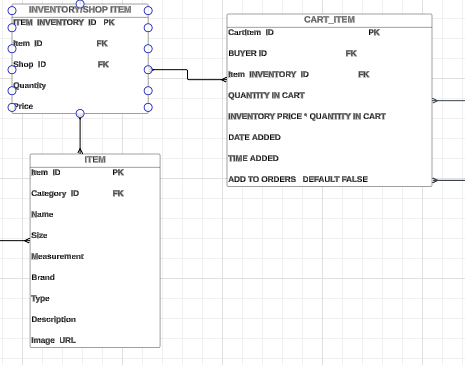 INVENTORY/SHOP ITEM
ITEM INVENTORY ID PK
Item ID FK
Shop ID FK
Quantity
Price
CART_ITEM
CartItem ID PK
BUYER ID FK
Item INVENTORY ID FK
QUANTITY IN CART
INVENTORY PRICE * QUANTITY IN CART
DATE ADDED
TIME ADDED
ADD TO ORDERS DEFAULT FALSE
ITEM
Item ID PK
Category ID FK
Name
Size
Measurement
Brand
Type
Description
Image URL